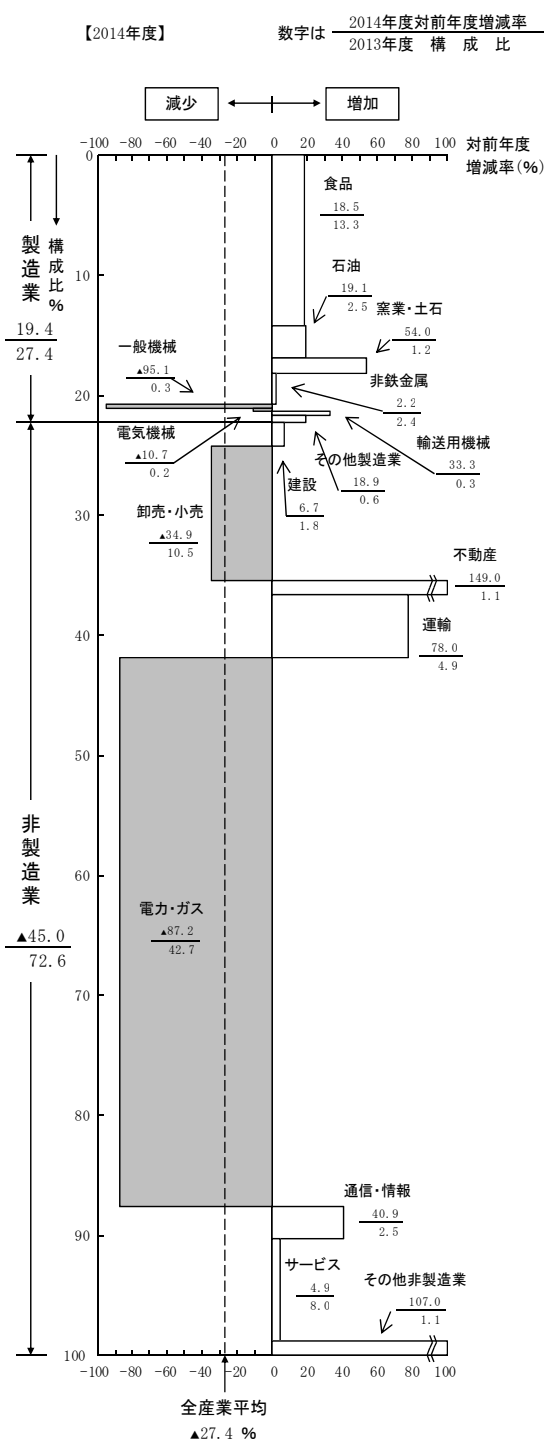 【2014年度】
数字は 2014年度対前年度増減率
2013年度 構 成 比
減少
増加
-100 -80 -60 -40 -20 0 20 40 60 80 100
対前年度
増減率(%)
0
10
20
30
40
50
60
70
80
90
100
構成比%
製造業
19.4
27.4
非製造業
▲45.0
72.6
食品
18.5
13.3
石油
19.1
2.5
窯業・土石
54.0
1.2
一般機械
▲95.1
0.3
非鉄金属
2.2
2.4
電気機械
▲10.7
0.2
輸送用機械
33.3
0.3
その他製造業
18.9
0.6
建設
6.7
1.8
卸売・小売
▲34.9
10.5
不動産
149.0
1.1
運輸
78.0
4.9
電力・ガス
▲87.2
42.7
通信・情報
40.9
2.5
サービス
4.9
8.0
その他非製造業
107.0
1.1
-100 -80 -60 -40 -20 0 20 40 60 80 100
全産業平均
▲27.4 %